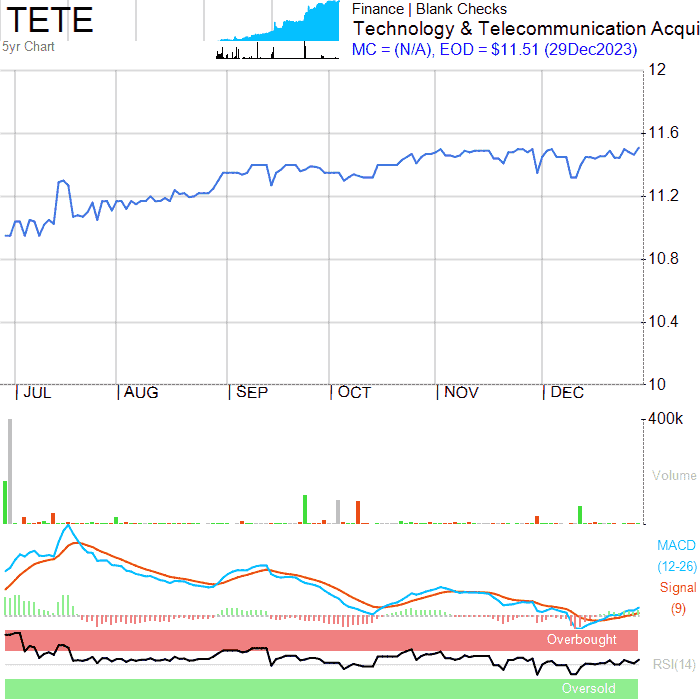 TETE
5yr Chart
Finance | Blank Checks
Technology & Telecommunication Acqui
MC = (N/A), EOD = $11.51 (29Dec2023)
12
11.6
11.2
10.8
10.4
10
JUL AUG SEP OCT NOV DEC
400k
Volume
MACD
(12-26)
Signal
(9)
Overbought
RSI(14)
Oversold